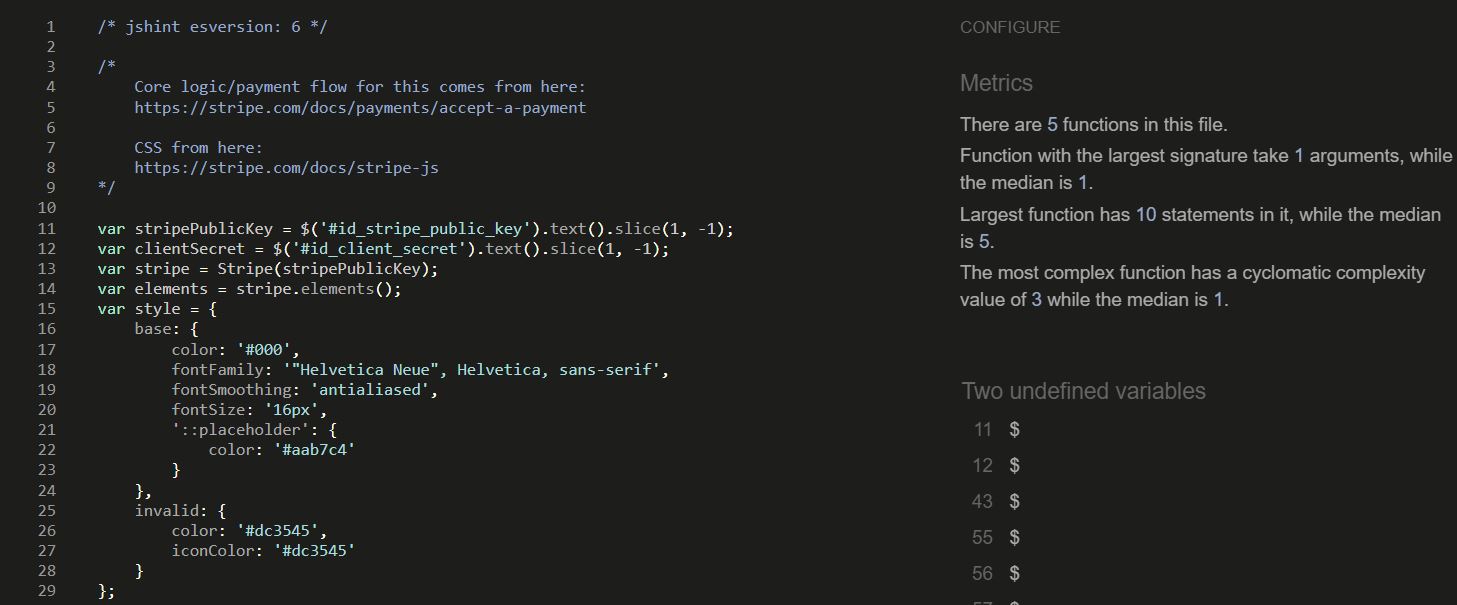 1 /* jshint esversion: 6 */
2
3 /*
4 Core logic/payment flow for this comes from here:
5 https://stripe.com/docs/payments/accept-a-payment
6
7 CSS from here:
8 https://stripe.com/docs/stripe-js
9 */
10
11 var stripePublicKey = $('#id_stripe_public_key').text().slice(1, -1);
12 var clientSecret = $('#id_client_secret').text().slice(1, -1);
13 var stripe = Stripe(stripePublicKey);
14 var elements = stripe.elements();
15 var style = {
16 base: {
17 color: '#000',
18 fontFamily: '"Helvetica Neue", Helvetica, sans-serif',
19 fontSmoothing: 'antialiased',
20 fontSize: '16px',
21 '::placeholder': {
22 color: '#aab7c4'
23 }
24 },
25 invalid: {
26 color: '#dc3545',
27 iconColor: '#dc3545'
28 }
29 };
CONFIGURE
Metrics
There are 5 functions in this file.
Function with the largest signature take 1 arguments, while
the median is 1.
Largest function has 10 statements in it, while the median
is 5.
The most complex function has a cyclomatic complexity
value of 3 while the median is 1.
Two undefined variables
11 $
12 $
43 $
55 $
56 $